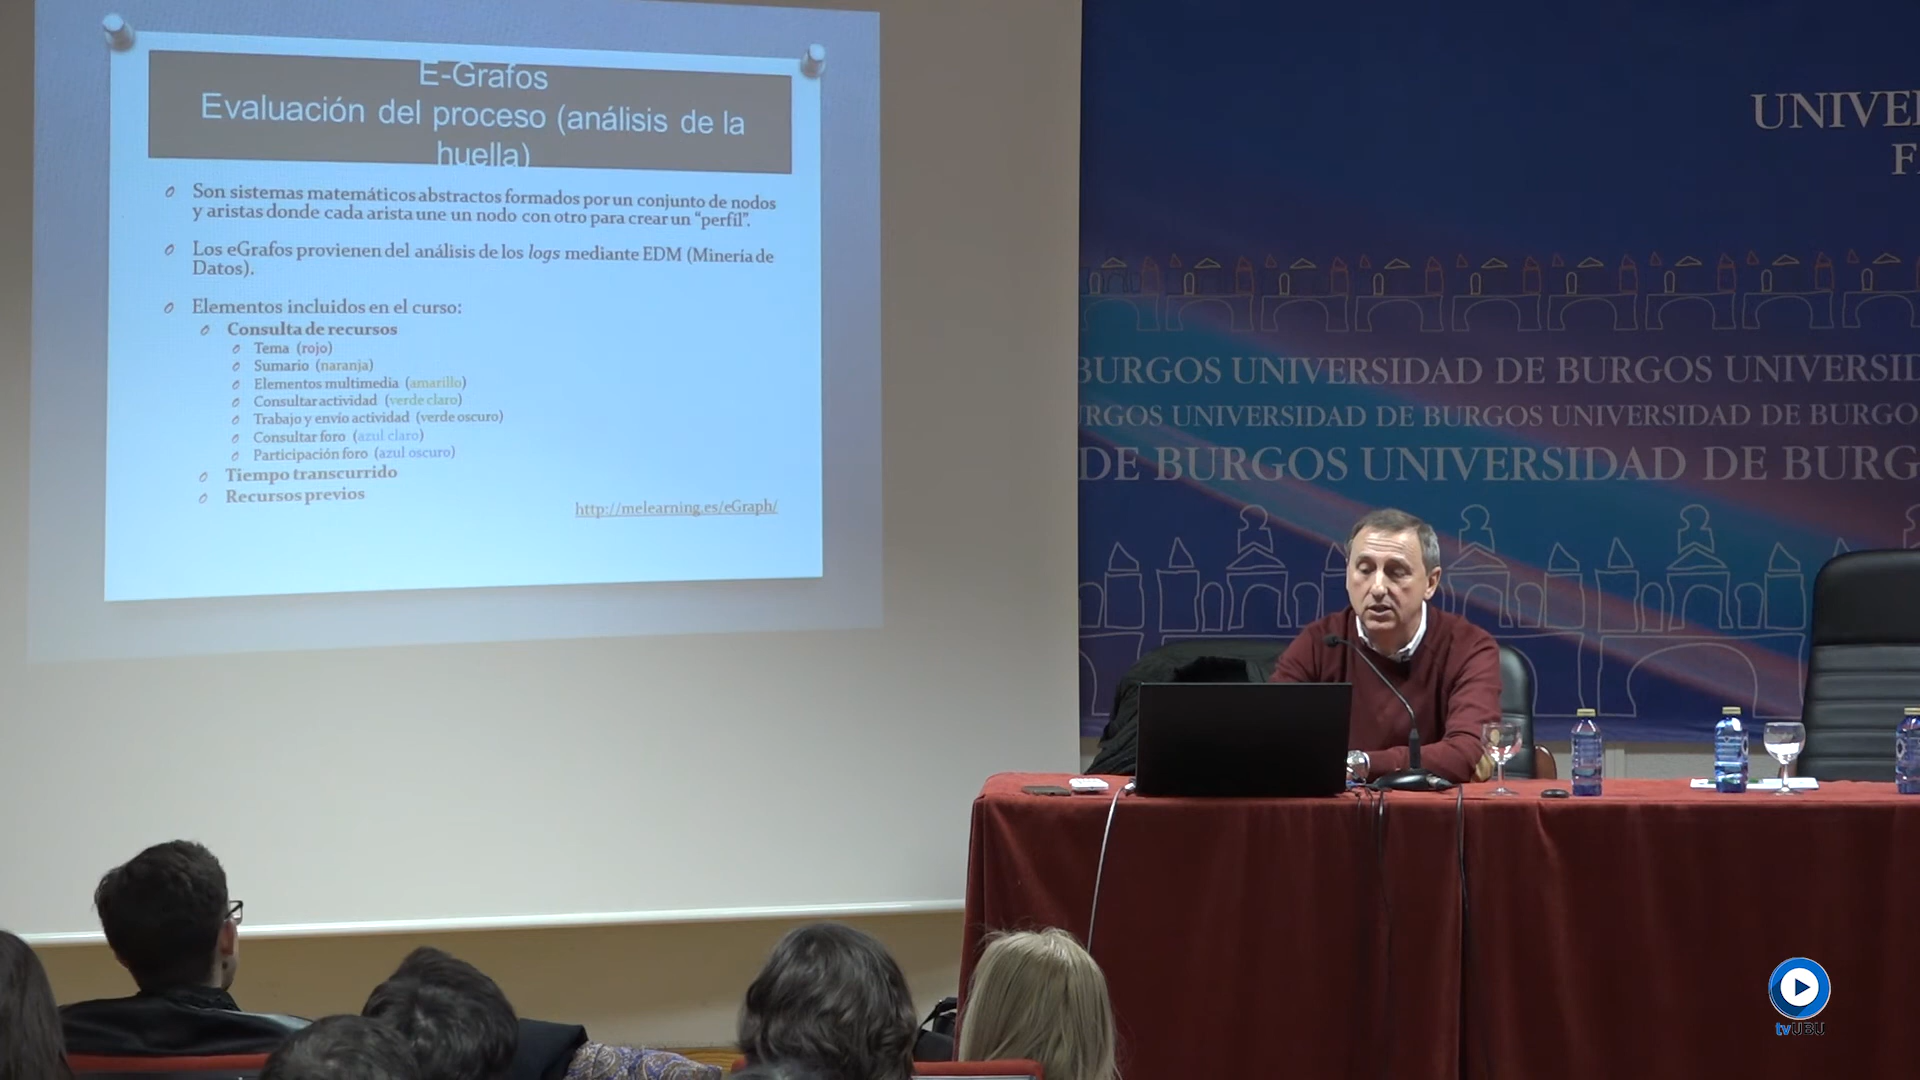 E-Grafos
Evaluación del proceso (análisis de la
huella)
Son sistemas matemáticos abstractos formados por un conjunto de nodos
y aristas donde cada arista une un nodo con otro para crear un “perfil”.
Los eGrafos provienen del análisis de los logs mediante EDM (Minería de
Datos).
Elementos incluidos en el curso:
Consulta de recursos
Tema (rojo)
Sumario (naranja)
Elementos multimedia (amarillo)
Consultar actividad (verde claro)
Trabajo y envío actividad (verde oscuro)
Consultar foro (azul claro)
Participación foro (azul oscuro)
Tiempo transcurrido
Recursos previos
http://melearning.es/eGraph/
UNIVE
F
BURGOS UNIVERSIDAD DE BURGOS UNIVERSID
RGOS UNIVERSIDAD DE BURGOS UNIVERSIDAD DE BURGO
DE BURGOS UNIVERSIDAD DE BURG
tvUBU